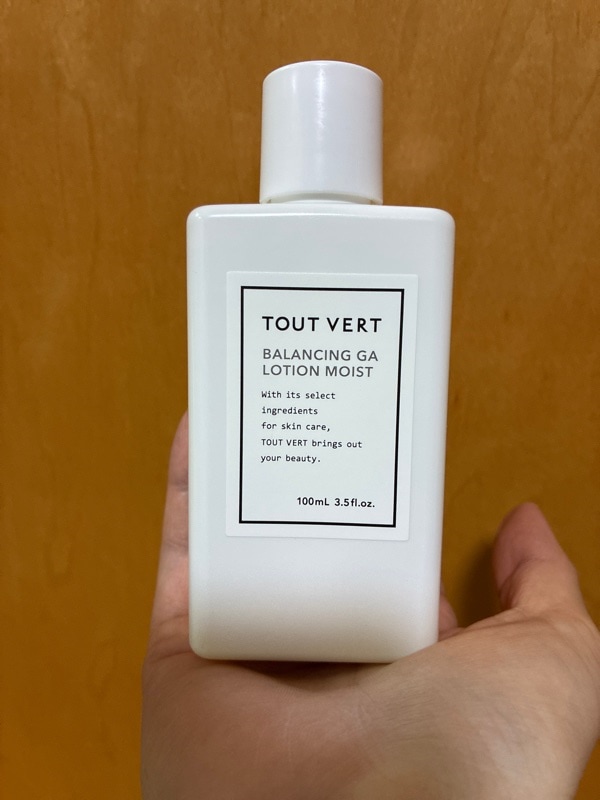 TOUT VERT
BALANCING GA
LOTION MOIST
With its select
ingredients
for skin care,
TOUT VERT brings out
your beauty.
100mL 3.5fl.oz.